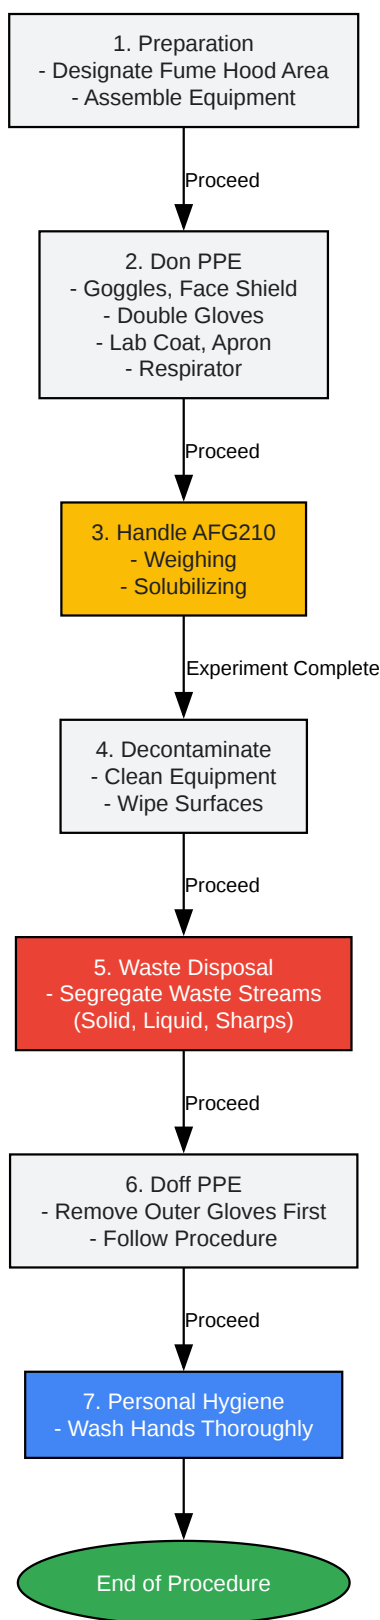 1. Preparation
- Designate Fume Hood Area
- Assemble Equipment
Proceed
2. Don PPE
- Goggles, Face Shield
- Double Gloves
- Lab Coat, Apron
- Respirator
Proceed
3. Handle AFG210
- Weighing
- Solubilizing
Experiment Complete
4. Decontaminate
- Clean Equipment
- Wipe Surfaces
Proceed
5. Waste Disposal
- Segregate Waste Streams
(Solid, Liquid, Sharps)
Proceed
6. Doff PPE
- Remove Outer Gloves First
- Follow Procedure
Proceed
7. Personal Hygiene
- Wash Hands Thoroughly
End of Procedure